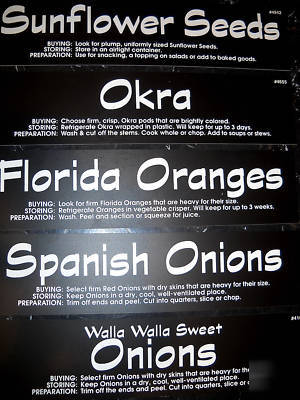 Sunflower Seeds
BUYING: Look for plump, uniformly sized Sunflower Seeds.
STORING: Store in an airtight container.
PREPARATION: Use for snacking, a topping on salads or add to baked goods.
Okra
BUYING: Choose firm, crisp, Okra pods that are brightly colored.
STORING: Refrigerate Okra wrapped in plastic. Will keep for up to 3 days.
PREPARATION: Wash & cut off the stems. Cook whole or chop. Add to soups or stews.
Florida Oranges
BUYING: Look for firm Florida Oranges that are heavy for their size.
STORING: Refrigerate Oranges in vegetable crisper. Will keep for up to 3 weeks.
PREPARATION: Wash. Peel and section or squeeze for juice.
Spanish Onions
BUYING: Select firm Red Onions with dry skins that are heavy for their size.
STORING: Keep Onions in a dry, cool, well-ventilated place.
PREPARATION: Trim off ends and peel. Cut into quarters, slice or chop.
Walla Walla Sweet
Onions
BUYING: Select firm Onions with dry skins that are heavy for their size.
STORING: Keep Onions in a dry, cool, well-ventilated place.
PREPARATION: Trim off ends and peel. Cut into quarters, slice or